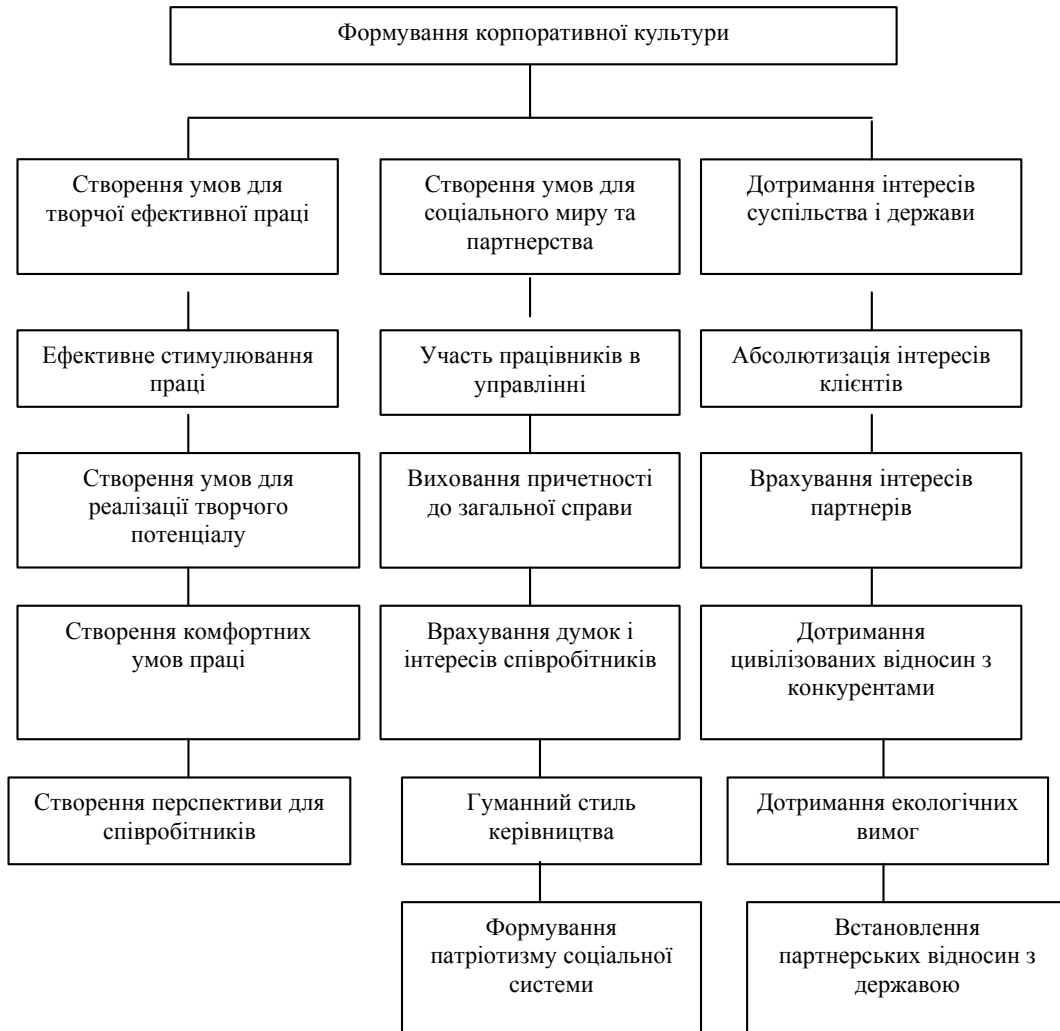 Формування корпоративної культури
Створення умов для
творчої ефективної праці
Створення умов для
соціального миру та
партнерства
Дотримання інтересів
суспільства і держави
Ефективне стимулювання
праці
Участь працівників в
управлінні
Абсолютизація інтересів
клієнтів
Створення умов для
реалізації творчого
потенціалу
Виховання причетності
до загальної справи
Врахування інтересів
партнерів
Створення комфортних
умов праці
Врахування думок і
інтересів співробітників
Дотримання
цивілізованих відносин з
конкурентами
Створення перспективи для
співробітників
Гуманний стиль
керівництва
Дотримання екологічних
вимог
Формування
патріотизму соціальної
системи
Встановлення
партнерських відносин з
державою